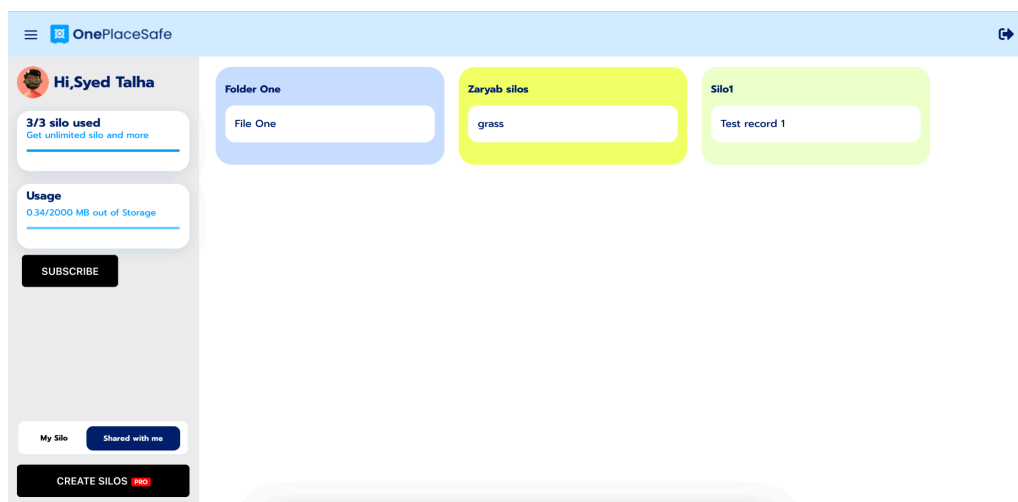 OnePlaceSafe
Hi,Syed Talha
3/3 silo used
Get unlimited silo and more
Usage
0.34/2000 MB out of Storage
SUBSCRIBE
My Silo
Shared with me
CREATE SILOS PRO
Folder One
File One
Zaryab silos
grass
Silo1
Test record 1